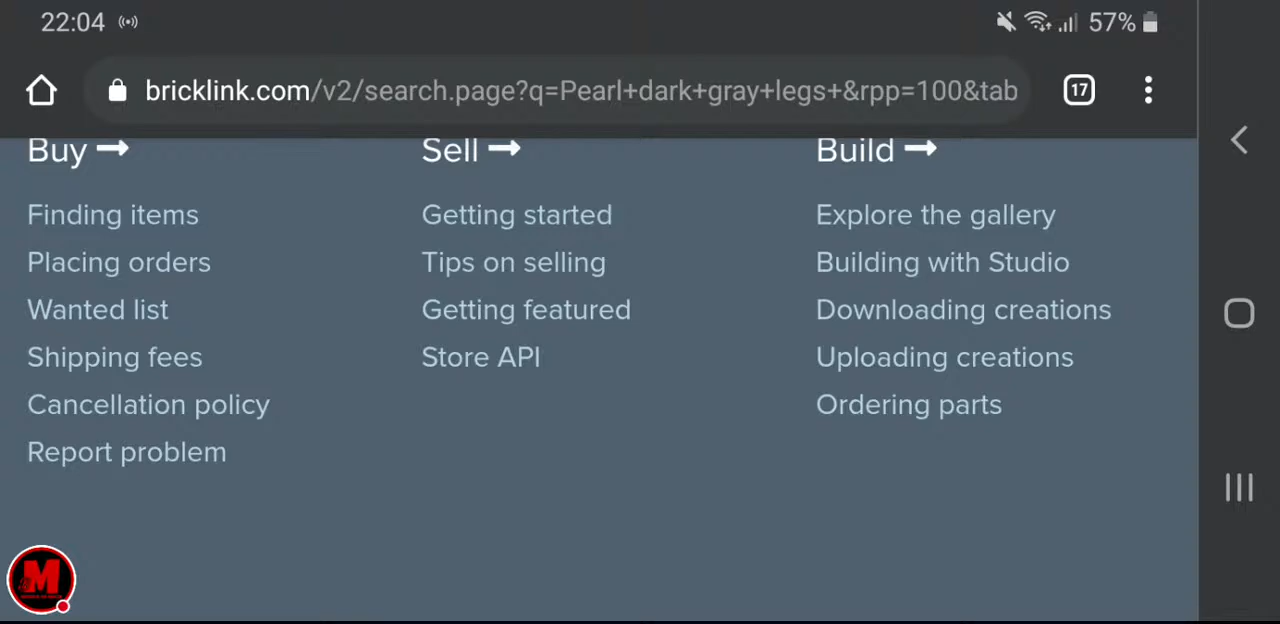 22:04
57%
bricklink.com/v2/search.page?q=Pearl+dark+gray+legs+&rpp=100&tab
17
Buy
Finding items
Placing orders
Wanted list
Shipping fees
Cancellation policy
Report problem
Sell
Getting started
Tips on selling
Getting featured
Store API
Build
Explore the gallery
Building with Studio
Downloading creations
Uploading creations
Ordering parts
M